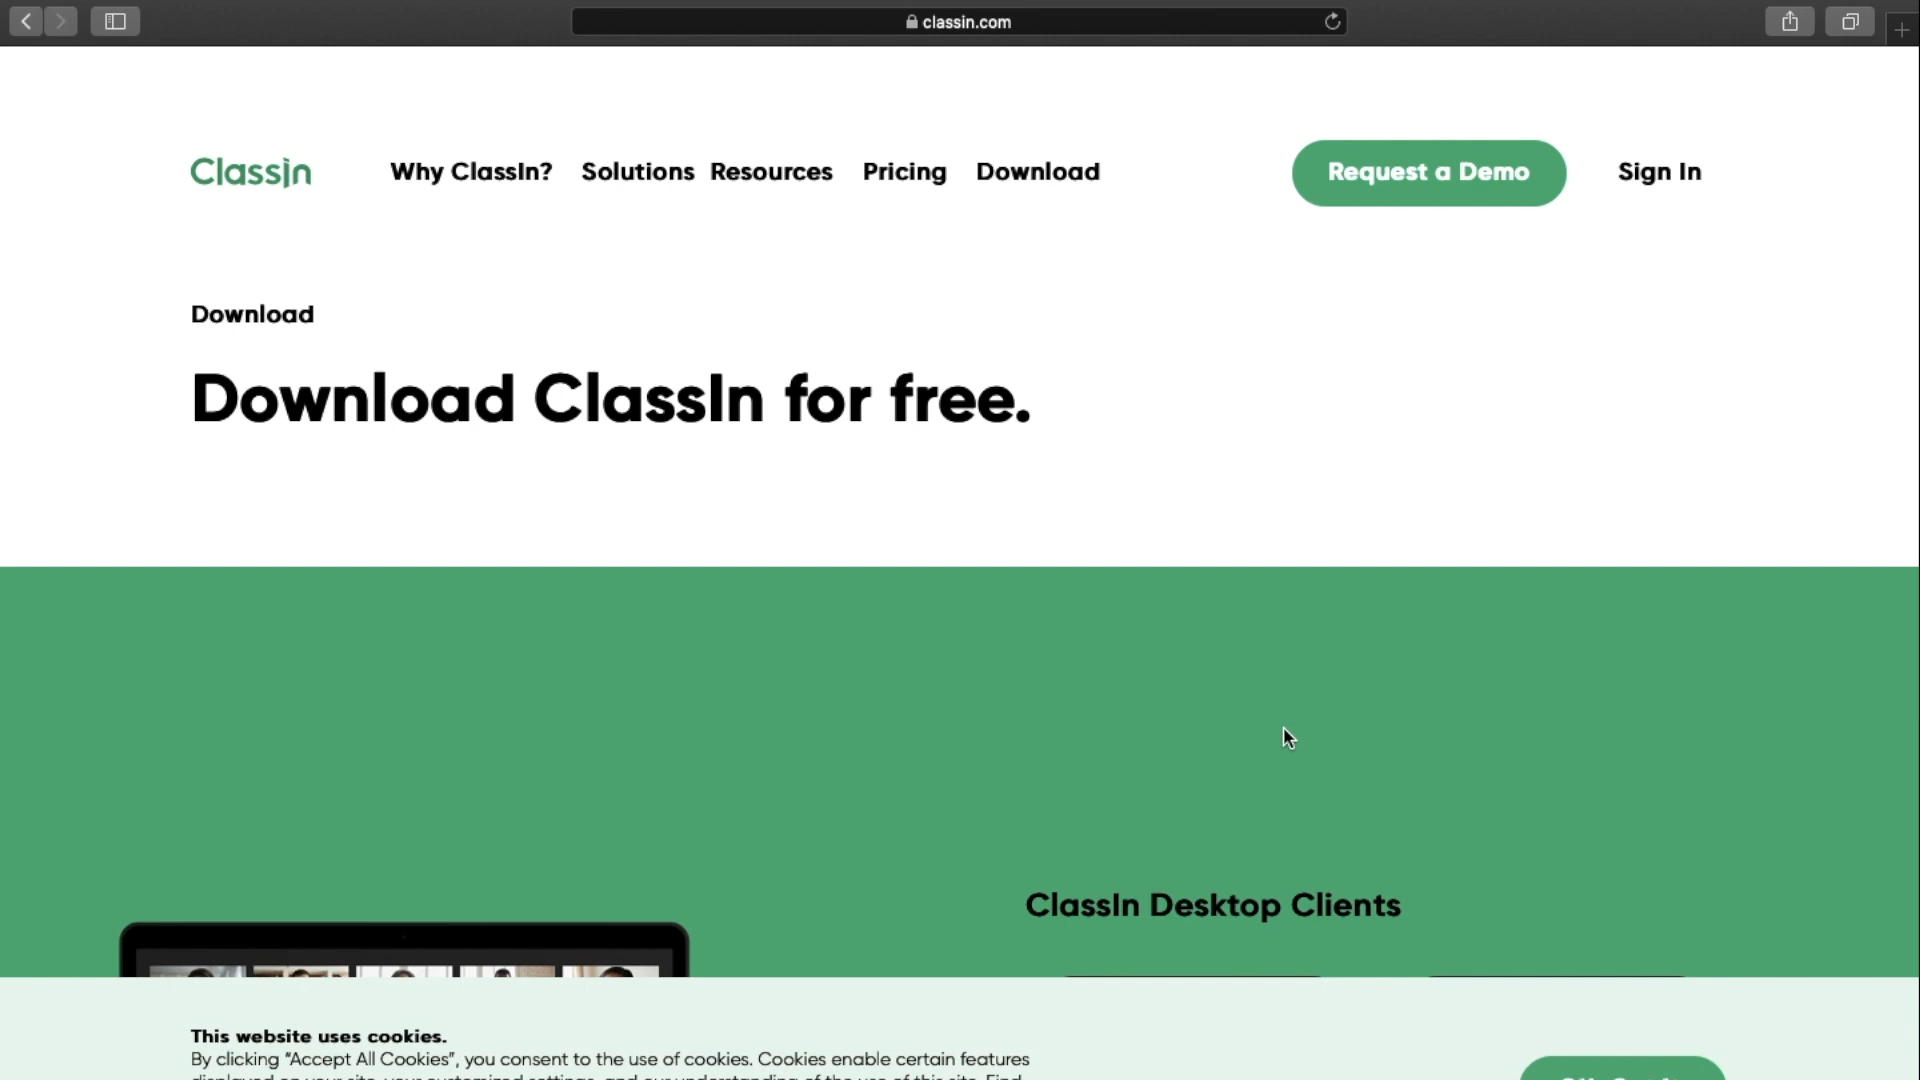 classin.com
ClassIn
Why ClassIn? Solutions Resources Pricing Download
Request a Demo
Sign In
Download
Download ClassIn for free.
ClassIn Desktop Clients
This website uses cookies.
By clicking “Accept All Cookies”, you consent to the use of cookies. Cookies enable certain features